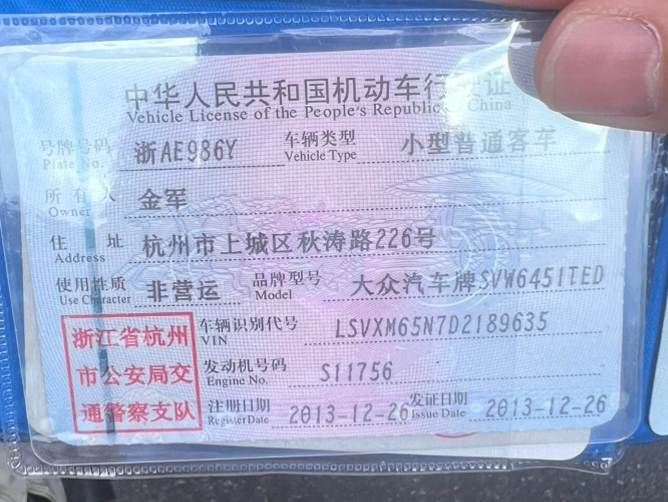 中华人民共和国机动车行驶证
Vehicle License of the People's Republic China
号牌号码 浙AE986Y 车辆类型 小型普通客车
Plate No. Vehicle Type
所有人 金军
Owner
住址 杭州市上城区秋涛路226号
Address
使用性质 非营运 品牌型号 大众汽车牌SVW6451TED
Use Character Model
浙江省杭州
市公安局交
通警察支队
车辆识别代号 LSVXM65N7D2189635
VIN
发动机号码 S11756
Engine No.
注册日期 2013-12-26 发证日期 2013-12-26
Register Date Issue Date